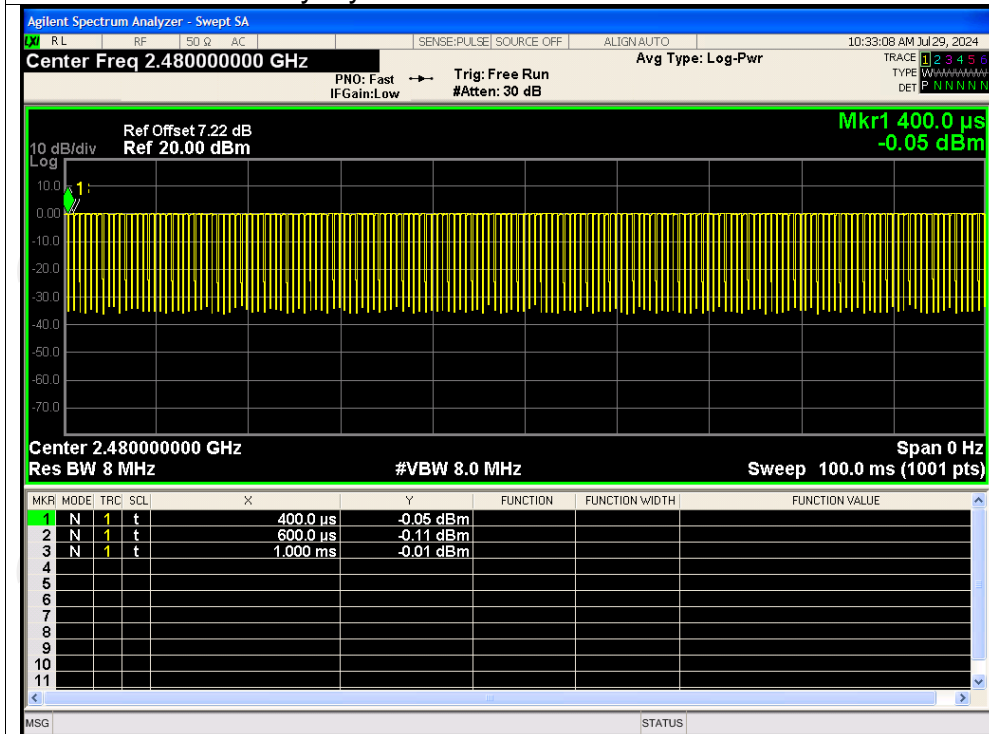 Agilent Spectrum Analyzer - Swept SA
LXI RL RF 50 Ω AC SENSE:PULSE SOURCE OFF ALIGN AUTO 10:33:08 AM Jul 29, 2024
Center Freq 2.480000000 GHz Avg Type: Log-Pwr TRACE 1 2 3 4 5 6
PNO: Fast Trig: Free Run TYPE
IFGain:Low #Atten: 30 dB DET P N N N N N
Mkr1 400.0 µs
-0.05 dBm
Ref Offset 7.22 dB
10 dB/div Ref 20.00 dBm
Log
10.0
1
0.00
-10.0
-20.0
-30.0
-40.0
-50.0
-60.0
-70.0
Center 2.480000000 GHz Span 0 Hz
Res BW 8 MHz #VBW 8.0 MHz Sweep 100.0 ms (1001 pts)
MKR MODE TRC SCL X Y FUNCTION FUNCTION WIDTH FUNCTION VALUE
1 N 1 t 400.0 µs -0.05 dBm
2 N 1 t 600.0 µs -0.11 dBm
3 N 1 t 1.000 ms -0.01 dBm
4
5
6
7
8
9
10
11
MSG STATUS